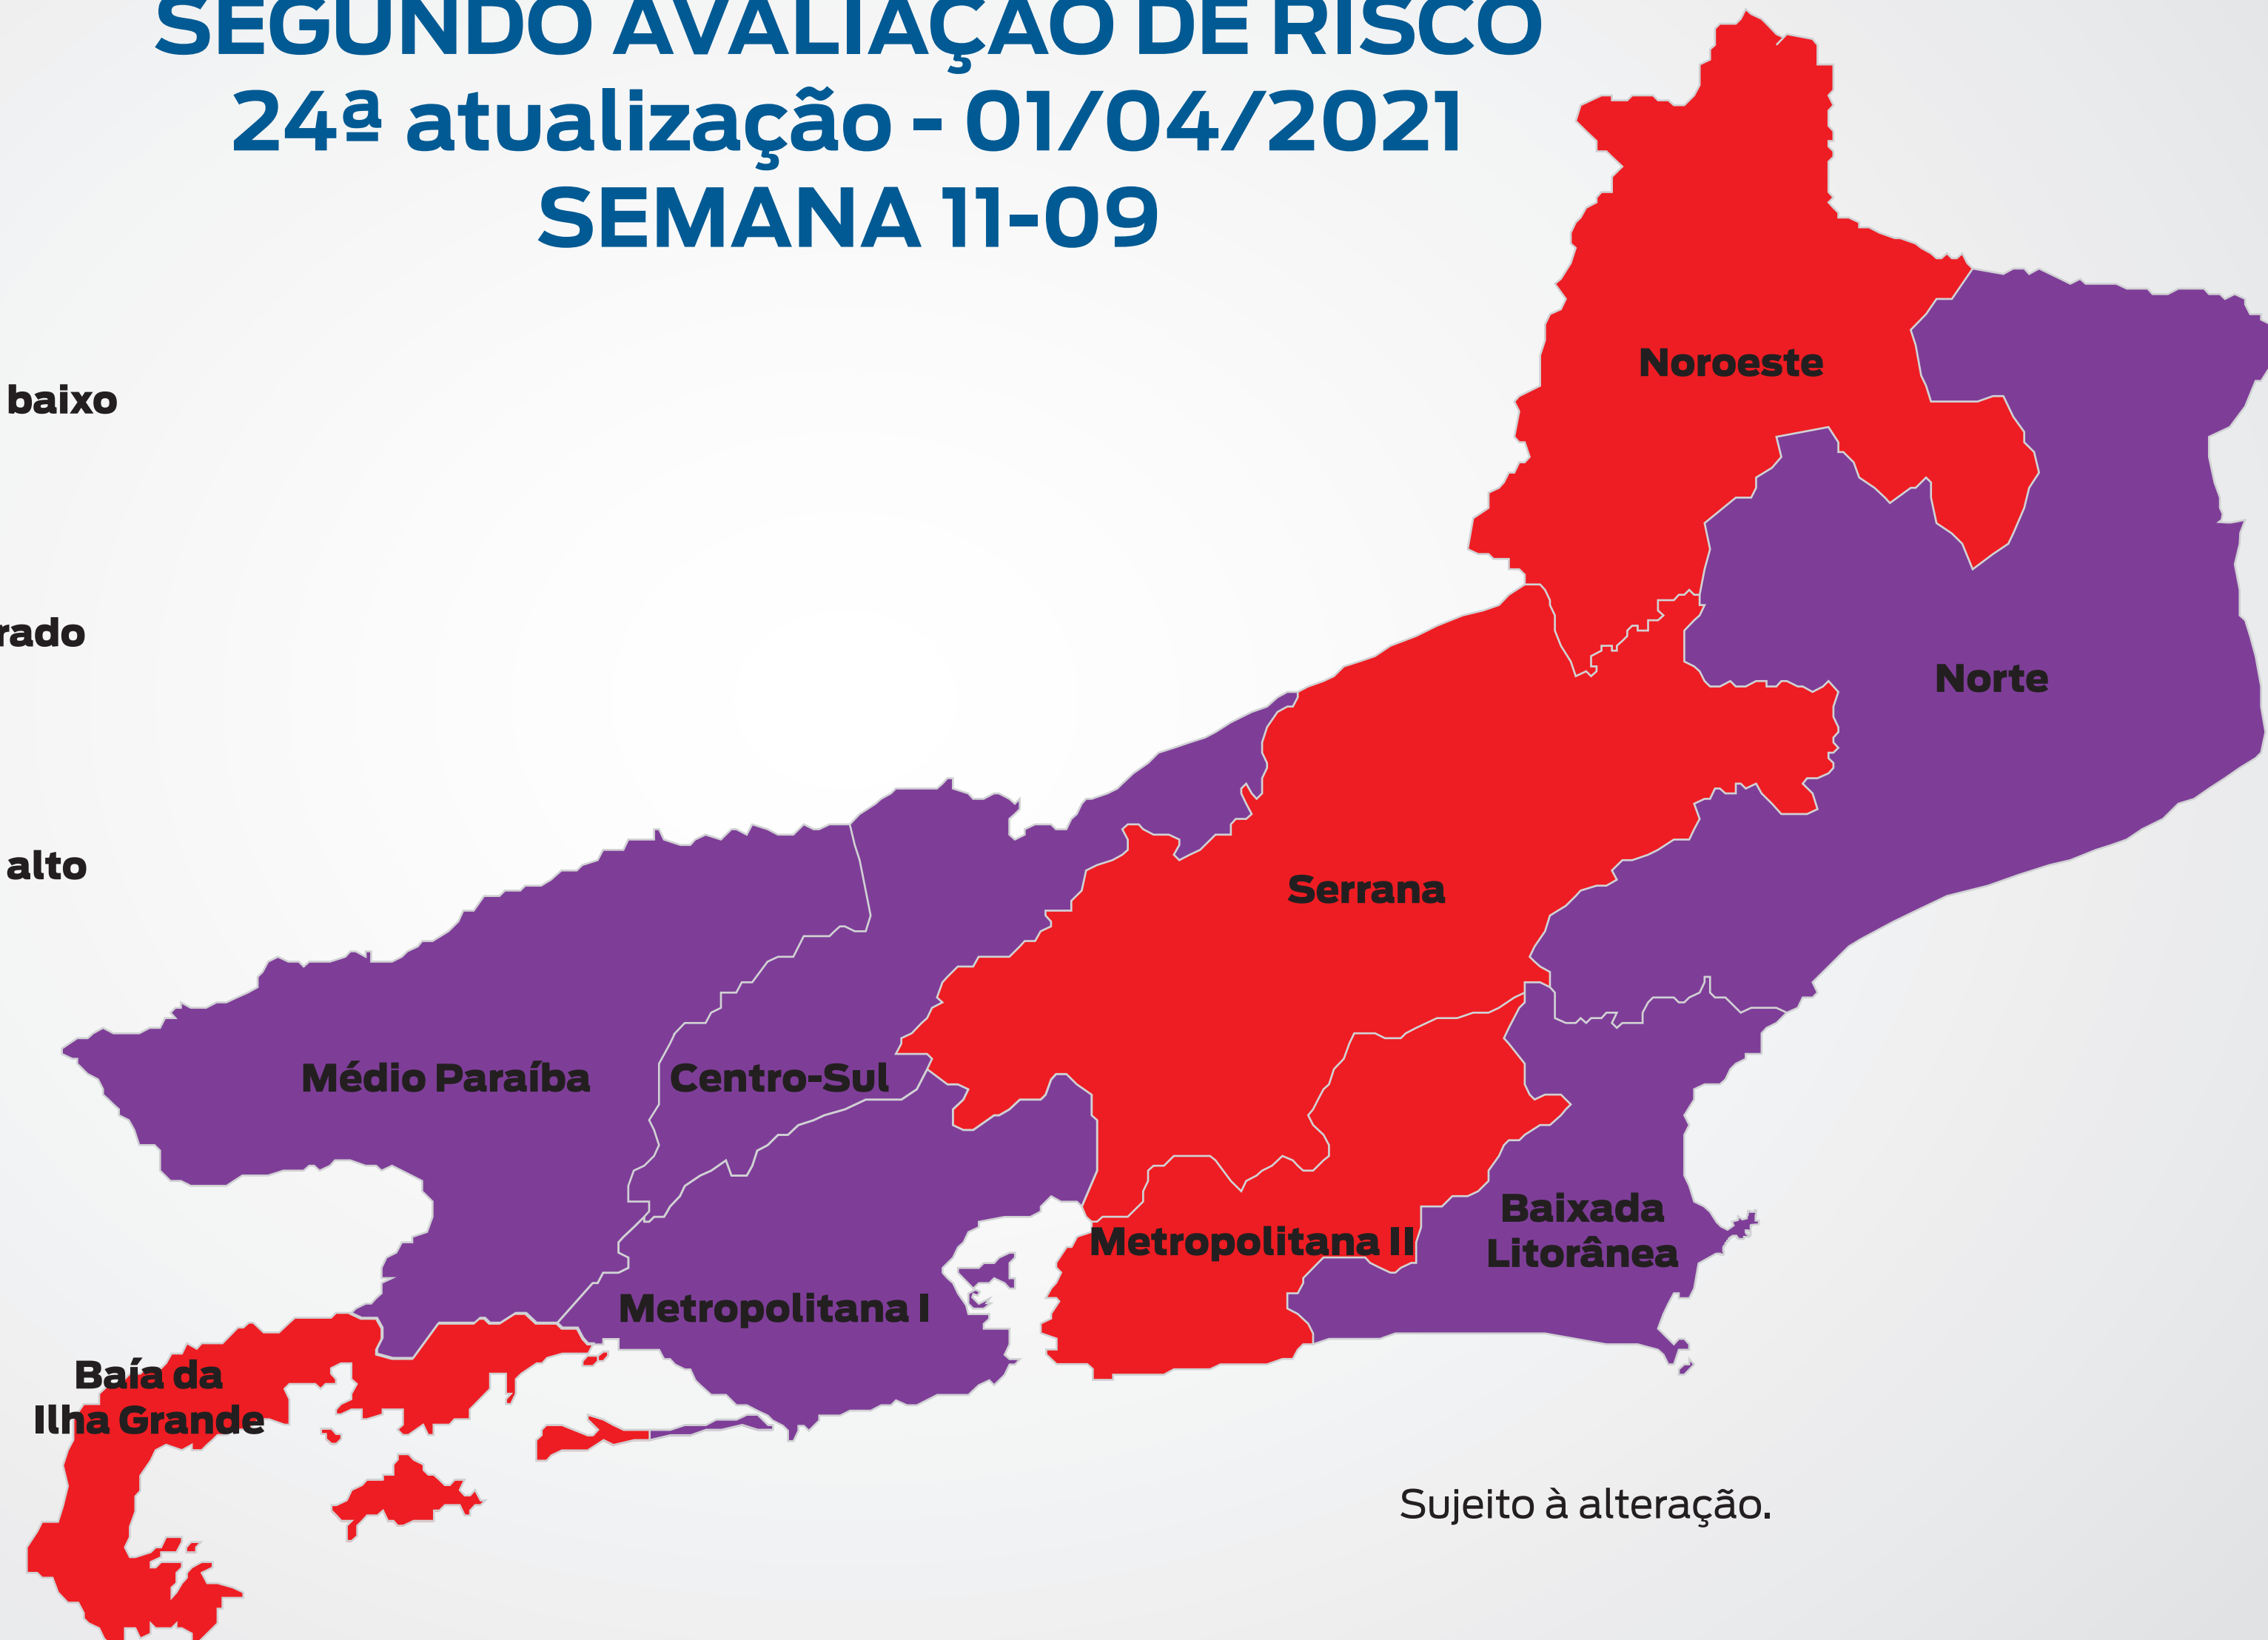 SEGUNDO AVALIAÇÃO DE RISCO
24ª atualização - 01/04/2021
SEMANA 11-09
baixo
rado
alto
Noroeste
Norte
Serrana
Médio Paraíba
Centro-Sul
Baixada
Litorânea
Metropolitana II
Metropolitana I
Baía da
Ilha Grande
Sujeito à alteração.